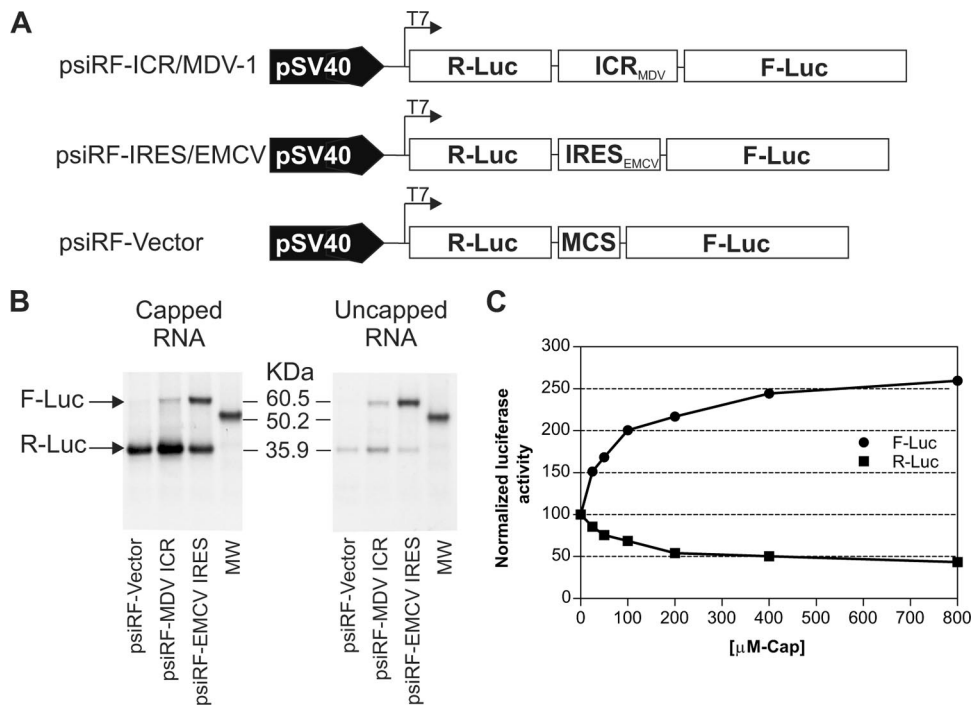 A
T7
psiRF-ICR/MDV-1 pSV40 R-Luc ICR MDV F-Luc
T7
psiRF-IRES/EMCV pSV40 R-Luc IRES EMCV F-Luc
T7
psiRF-Vector pSV40 R-Luc MCS F-Luc
B
Capped
RNA
Uncapped
RNA
KDa
F-Luc
60.5
50.2
R-Luc
35.9
psiRF-Vector
psiRF-MDV ICR
psiRF-EMCV IRES
MW
psiRF-Vector
psiRF-MDV ICR
psiRF-EMCV IRES
MW
C
Normalized luciferase
activity
300
250
200
150
100
50
0
F-Luc
R-Luc
0 100 200 300 400 500 600 700 800
[μM-Cap]